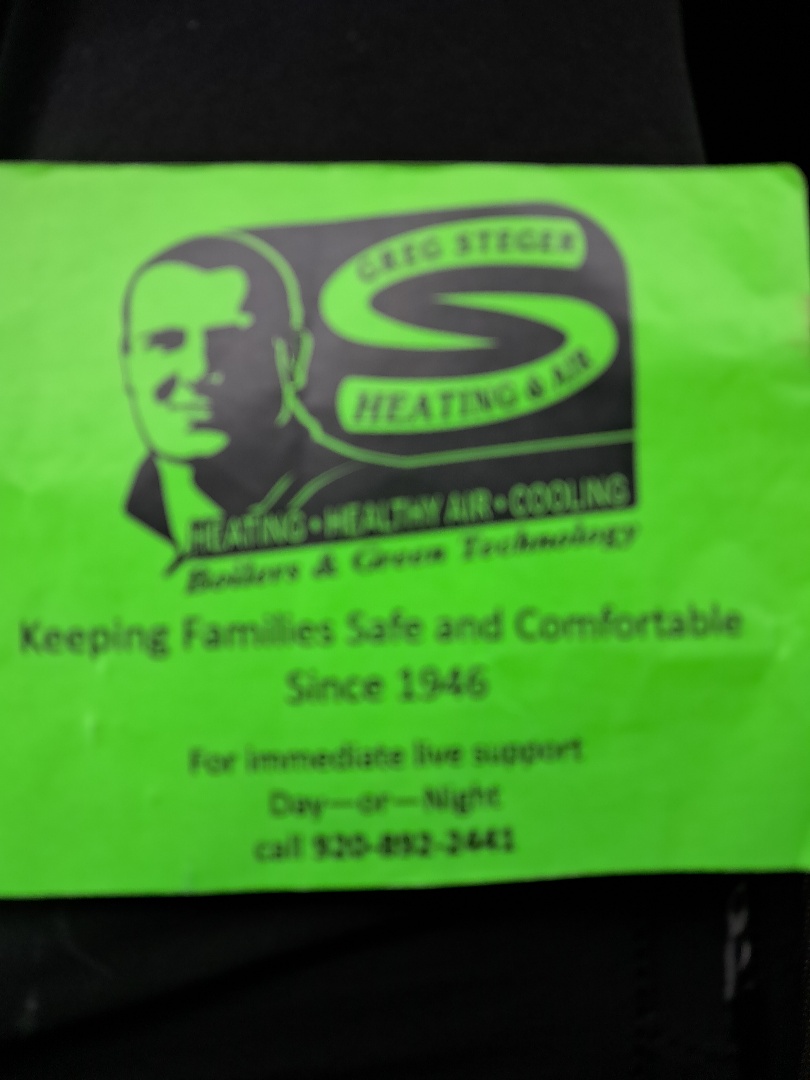 GREG STEGER
HEATING & AIR
HEATING • HEALTHY AIR • COOLING
Boilers & Green Technology
Keeping Families Safe and Comfortable
Since 1946
For immediate live support
Day—or—Night
call 920-892-2441